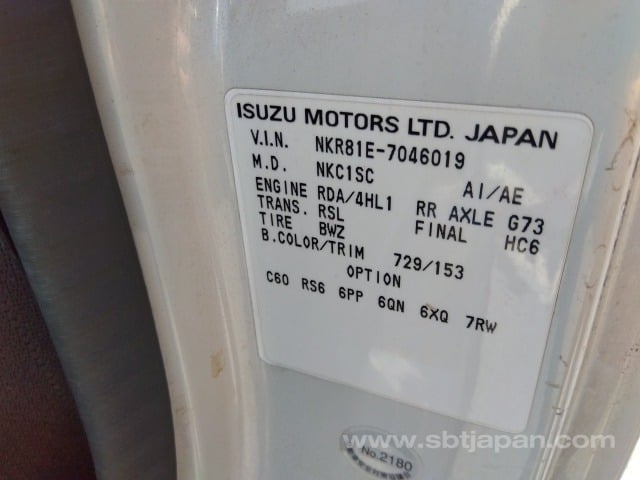 ISUZU MOTORS LTD. JAPAN
V.I.N. NKR81E-7046019
M.D. NKC1SC AI/AE
ENGINE RDA/4HL1 RR AXLE G73
TRANS. RSL FINAL HC6
TIRE BWZ
B.COLOR/TRIM 729/153
OPTION
C60 RS6 6PP 6QN 6XQ 7RW
www.sbtjapan.com
No.2180